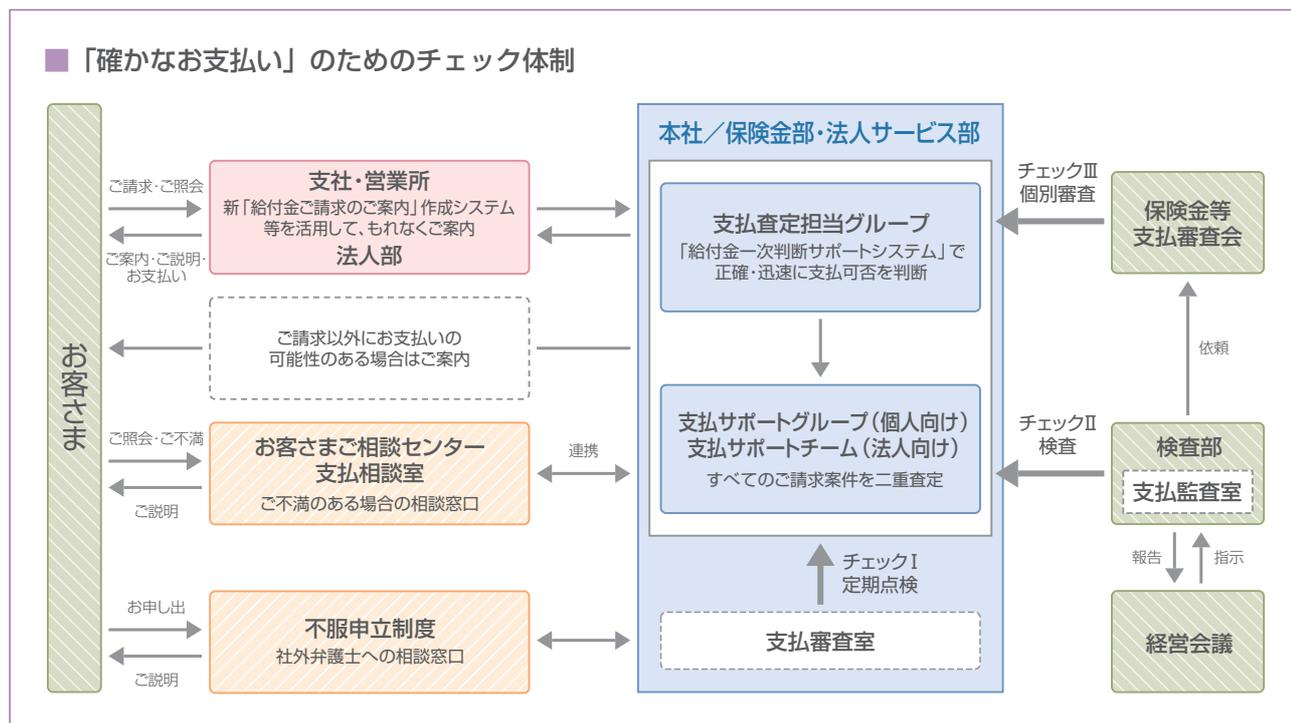 「確かなお支払い」のためのチェック体制
お客さま
ご請求・ご照会
ご案内・ご説明・
お支払い
支社・営業所
新「給付金ご請求のご案内」作成システム
等を活用して、もれなくご案内
法人部
ご請求以外にお支払いの
可能性のある場合はご案内
ご照会・ご不満
ご説明
お客さまご相談センター
支払相談室
ご不満のある場合の相談窓口
連携
お申し出
ご説明
不服申立制度
社外弁護士への相談窓口
本社／保険金部・法人サービス部
支払査定担当グループ
「給付金一次判断サポートシステム」で
正確・迅速に支払可否を判断
支払サポートグループ（個人向け）
支払サポートチーム（法人向け）
すべてのご請求案件を二重査定
チェックⅠ
定期点検
支払審査室
チェックⅢ
個別審査
保険金等
支払審査会
依頼
チェックⅡ
検査
検査部
支払監査室
報告
指示
経営会議